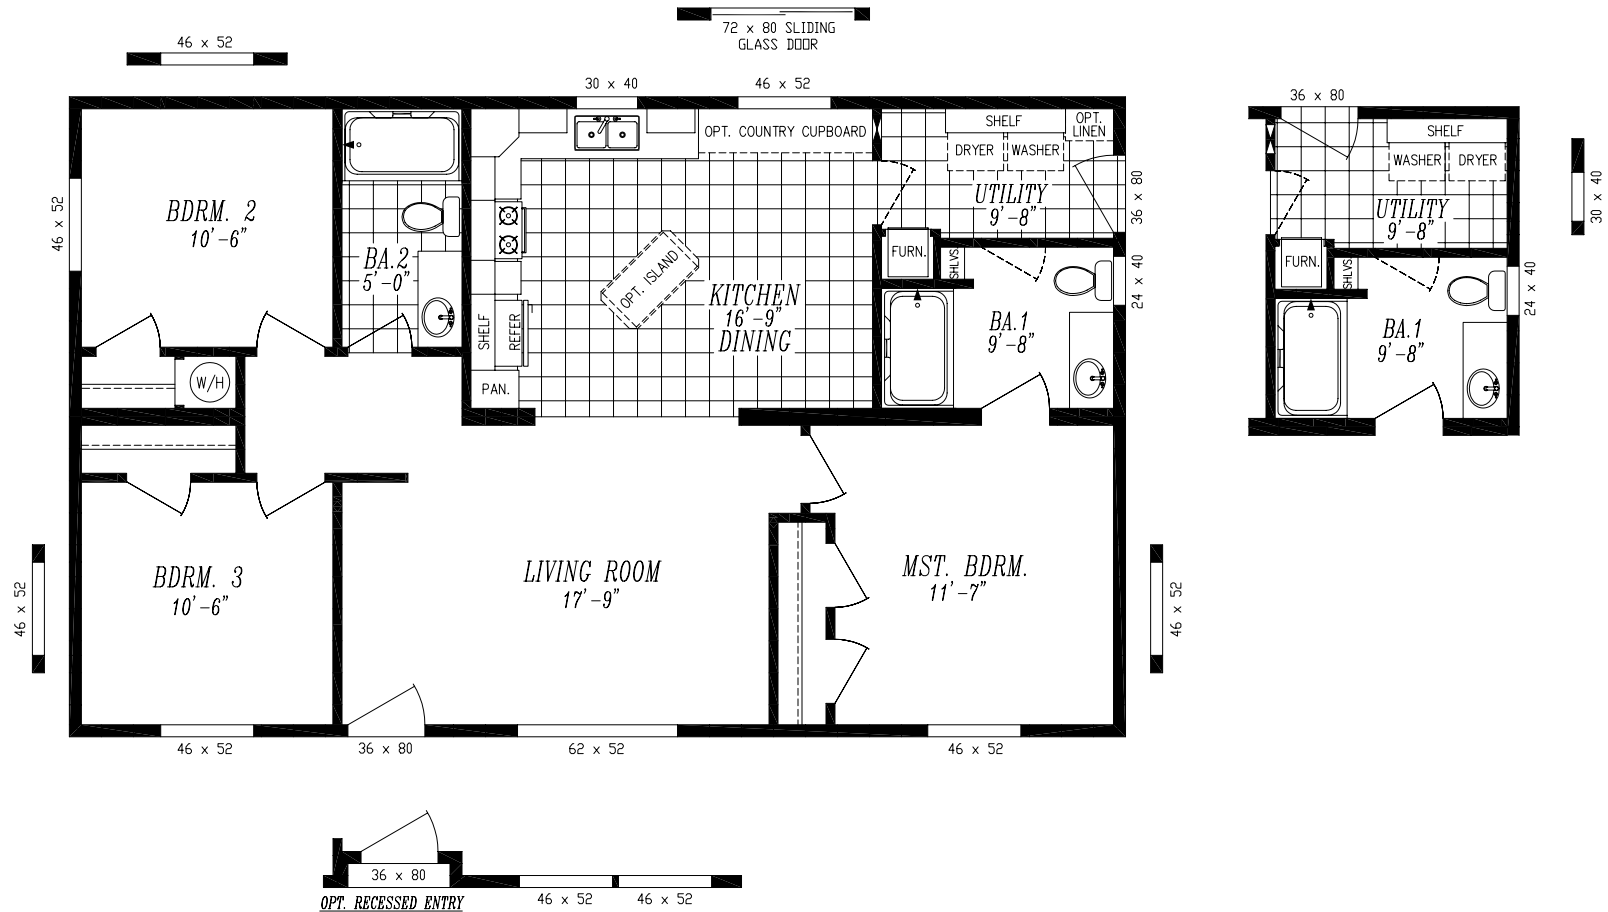 72 x 80 SLIDING
GLASS DOOR
46 x 52
30 x 40
46 x 52
36 x 80
OPT. COUNTRY CUPBOARD
SHELF
OPT.
LINEN
DRYER
WASHER
UTILITY
9'-8"
36 x 80
SHELF
WASHER
DRYER
UTILITY
9'-8"
30 x 40
46 x 52
BDRM. 2
10'-6"
BA.2
5'-0"
OPT. ISLAND
KITCHEN
16'-9"
DINING
FURN.
SHLVS.
24 x 40
BA.1
9'-8"
FURN.
SHLVS.
24 x 40
BA.1
9'-8"
SHELF
REFER
PAN.
W/H
BDRM. 3
10'-6"
LIVING ROOM
17'-9"
MST. BDRM.
11'-7"
46 x 52
46 x 52
46 x 52
36 x 80
62 x 52
46 x 52
36 x 80
OPT. RECESSED ENTRY
46 x 52
46 x 52